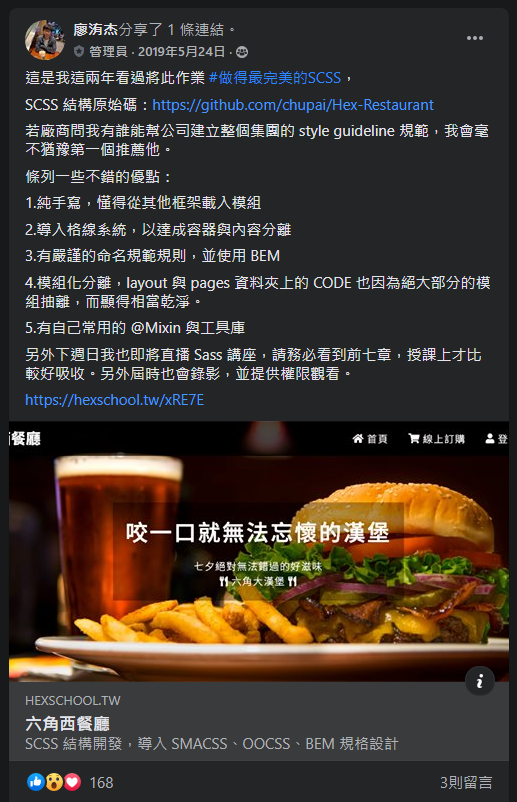 廖洧杰分享了 1 條連結。
管理員 · 2019年5月24日 ·
這是我這兩年看過將此作業 #做得最完美的SCSS，
SCSS 結構原始碼：https://github.com/chupai/Hex-Restaurant
若廠商問我有誰能幫公司建立整個集團的 style guideline 規範，我會毫
不猶豫第一個推薦他。
條列一些不錯的優點：
1.純手寫，懂得從其他框架載入模組
2.導入格線系統，以達成容器與內容分離
3.有嚴謹的命名規範規則，並使用 BEM
4.模組化分離，layout 與 pages 資料夾上的 CODE 也因為絕大部分的模
組抽離，而顯得相當乾淨。
5.有自己常用的 @Mixin 與工具庫
另外下週日我也即將直播 Sass 講座，請務必看到前七章，授課上才比
較好吸收。另外屆時也會錄影，並提供權限觀看。
https://hexschool.tw/xRE7E
西餐廳
首頁 線上訂購 登
咬一口就無法忘懷的漢堡
七夕絕對無法錯過的好滋味
六角大漢堡
HEXSCHOOL.TW
六角西餐廳
SCSS 結構開發，導入 SMACSS、OOCSS、BEM 規格設計
168 3則留言